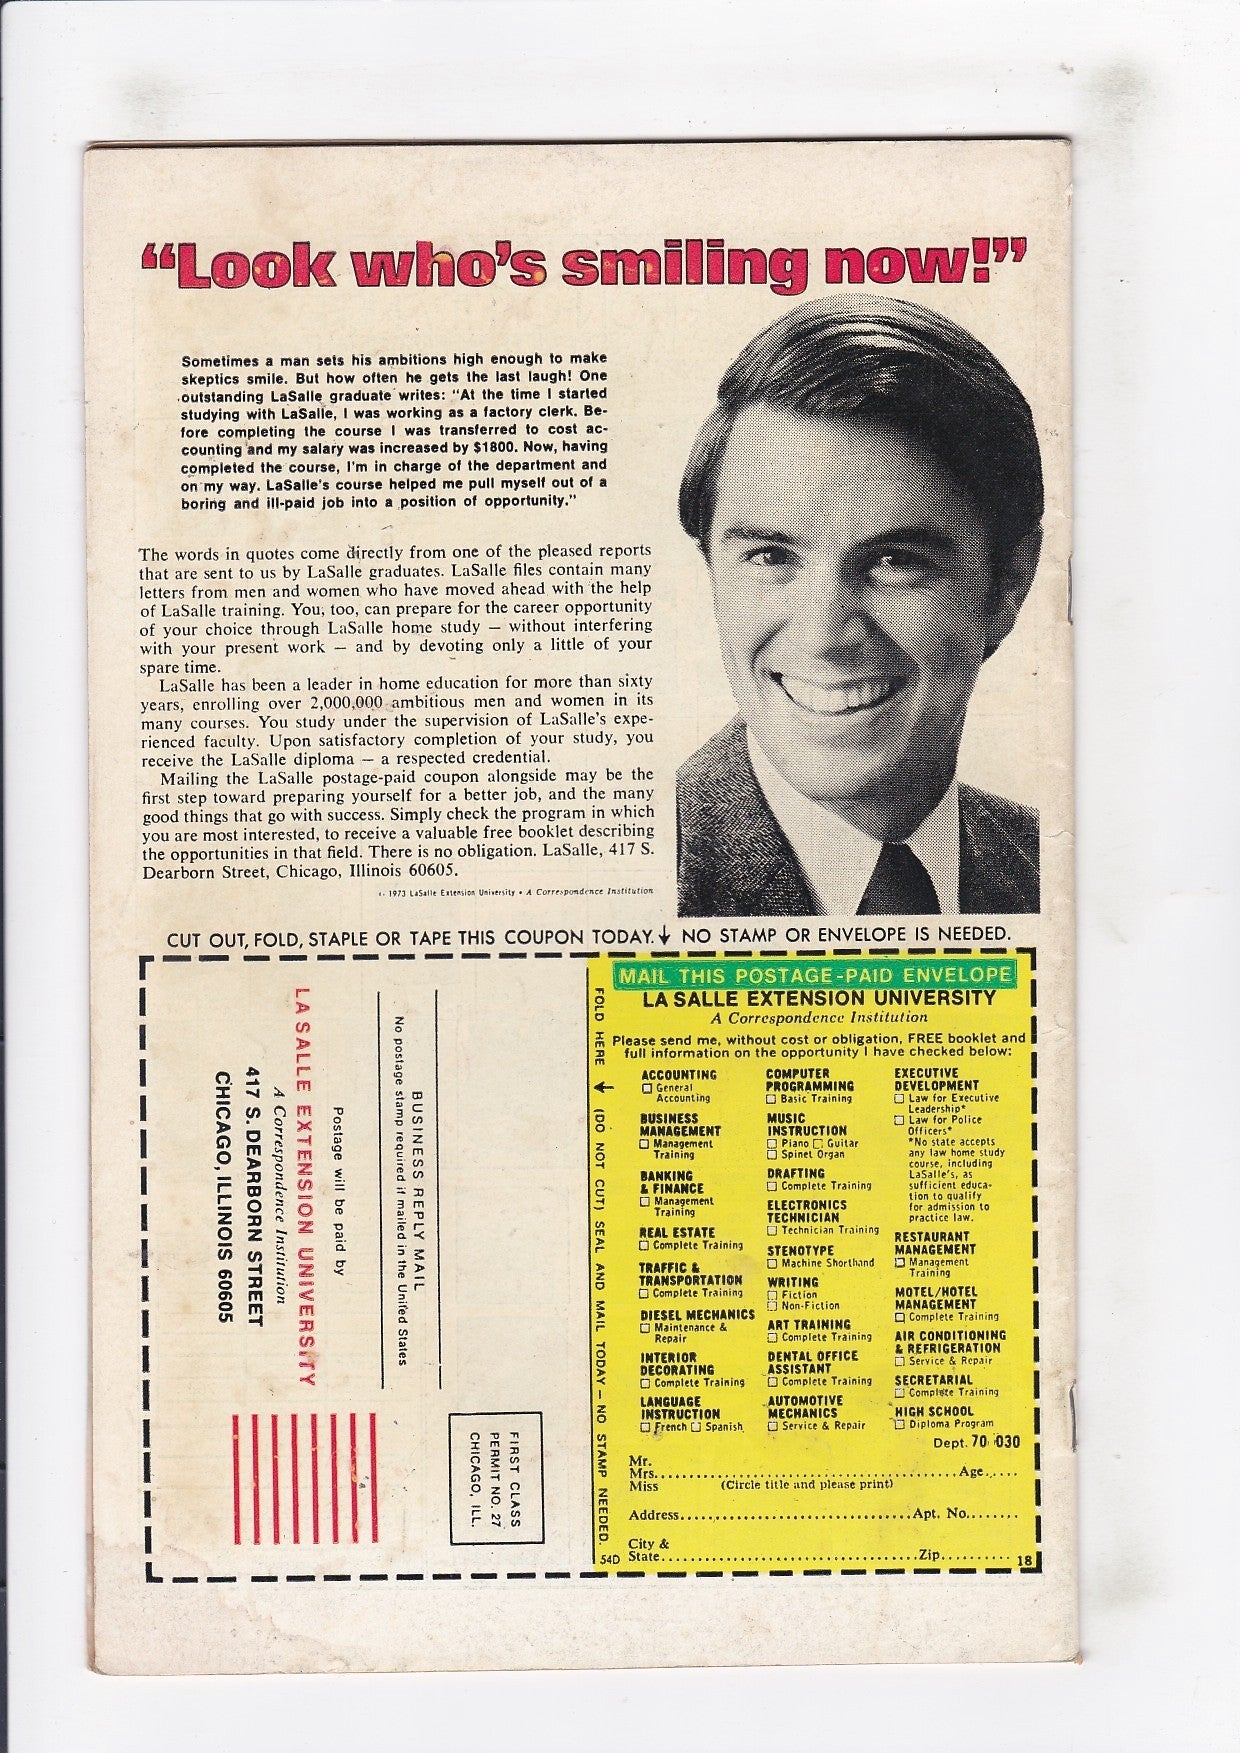 “Look who’s smiling now!”
Sometimes a man sets his ambitions high enough to make
skeptics smile. But how often he gets the last laugh! One
outstanding LaSalle graduate writes: "At the time I started
studying with LaSalle, I was working as a factory clerk. Be-
fore completing the course I was transferred to cost ac-
counting and my salary was increased by $1800. Now, having
completed the course, I'm in charge of the department and
on my way. LaSalle's course helped me pull myself out of a
boring and ill-paid job into a position of opportunity."
The words in quotes come directly from one of the pleased reports
that are sent to us by LaSalle graduates. LaSalle files contain many
letters from men and women who have moved ahead with the help
of LaSalle training. You, too, can prepare for the career opportunity
of your choice through LaSalle home study — without interfering
with your present work — and by devoting only a little of your
spare time.
LaSalle has been a leader in home education for more than sixty
years, enrolling over 2,000,000 ambitious men and women in its
many courses. You study under the supervision of LaSalle's expe-
rienced faculty. Upon satisfactory completion of your study, you
receive the LaSalle diploma — a respected credential.
Mailing the LaSalle postage-paid coupon alongside may be the
first step toward preparing yourself for a better job, and the many
good things that go with success. Simply check the program in which
you are most interested, to receive a valuable free booklet describing
the opportunities in that field. There is no obligation. LaSalle, 417 S.
Dearborn Street, Chicago, Illinois 60605.
1973 LaSalle Extension University • A Correspondence Institution
CUT OUT, FOLD, STAPLE OR TAPE THIS COUPON TODAY. ↓ NO STAMP OR ENVELOPE IS NEEDED.
FIRST CLASS
PERMIT NO. 27
CHICAGO, ILL.
BUSINESS REPLY MAIL
No postage stamp required if mailed in the United States
Postage will be paid by
LA SALLE EXTENSION UNIVERSITY
A Correspondence Institution
417 S. DEARBORN STREET
CHICAGO, ILLINOIS 60605
FOLD HERE ← (DO NOT CUT) SEAL AND MAIL TODAY — NO STAMP NEEDED.
MAIL THIS POSTAGE-PAID ENVELOPE
LA SALLE EXTENSION UNIVERSITY
A Correspondence Institution
Please send me, without cost or obligation, FREE booklet and
full information on the opportunity I have checked below:
ACCOUNTING
☐ General
Accounting
BUSINESS
MANAGEMENT
☐ Management
Training
BANKING
& FINANCE
☐ Management
Training
REAL ESTATE
☐ Complete Training
TRAFFIC &
TRANSPORTATION
☐ Complete Training
DIESEL MECHANICS
☐ Maintenance &
Repair
INTERIOR
DECORATING
☐ Complete Training
LANGUAGE
INSTRUCTION
☐ French ☐ Spanish
COMPUTER
PROGRAMMING
☐ Basic Training
MUSIC
INSTRUCTION
☐ Piano ☐ Guitar
☐ Spinet Organ
DRAFTING
☐ Complete Training
ELECTRONICS
TECHNICIAN
☐ Technician Training
STENOTYPE
☐ Machine Shorthand
WRITING
☐ Fiction
☐ Non-Fiction
ART TRAINING
☐ Complete Training
DENTAL OFFICE
ASSISTANT
☐ Complete Training
AUTOMOTIVE
MECHANICS
☐ Service & Repair
EXECUTIVE
DEVELOPMENT
☐ Law for Executive
Leadership*
☐ Law for Police
Officers*
*No state accepts
any law home study
course, including
LaSalle's, as
sufficient educa-
tion to qualify
for admission to
practice law.
RESTAURANT
MANAGEMENT
☐ Management
Training
MOTEL/HOTEL
MANAGEMENT
☐ Complete Training
AIR CONDITIONING
& REFRIGERATION
☐ Service & Repair
SECRETARIAL
☐ Complete Training
HIGH SCHOOL
☐ Diploma Program
Dept. 70-030
Mr.
Mrs. Age
Miss (Circle title and please print)
Address Apt. No.
City &
State Zip
54D 18